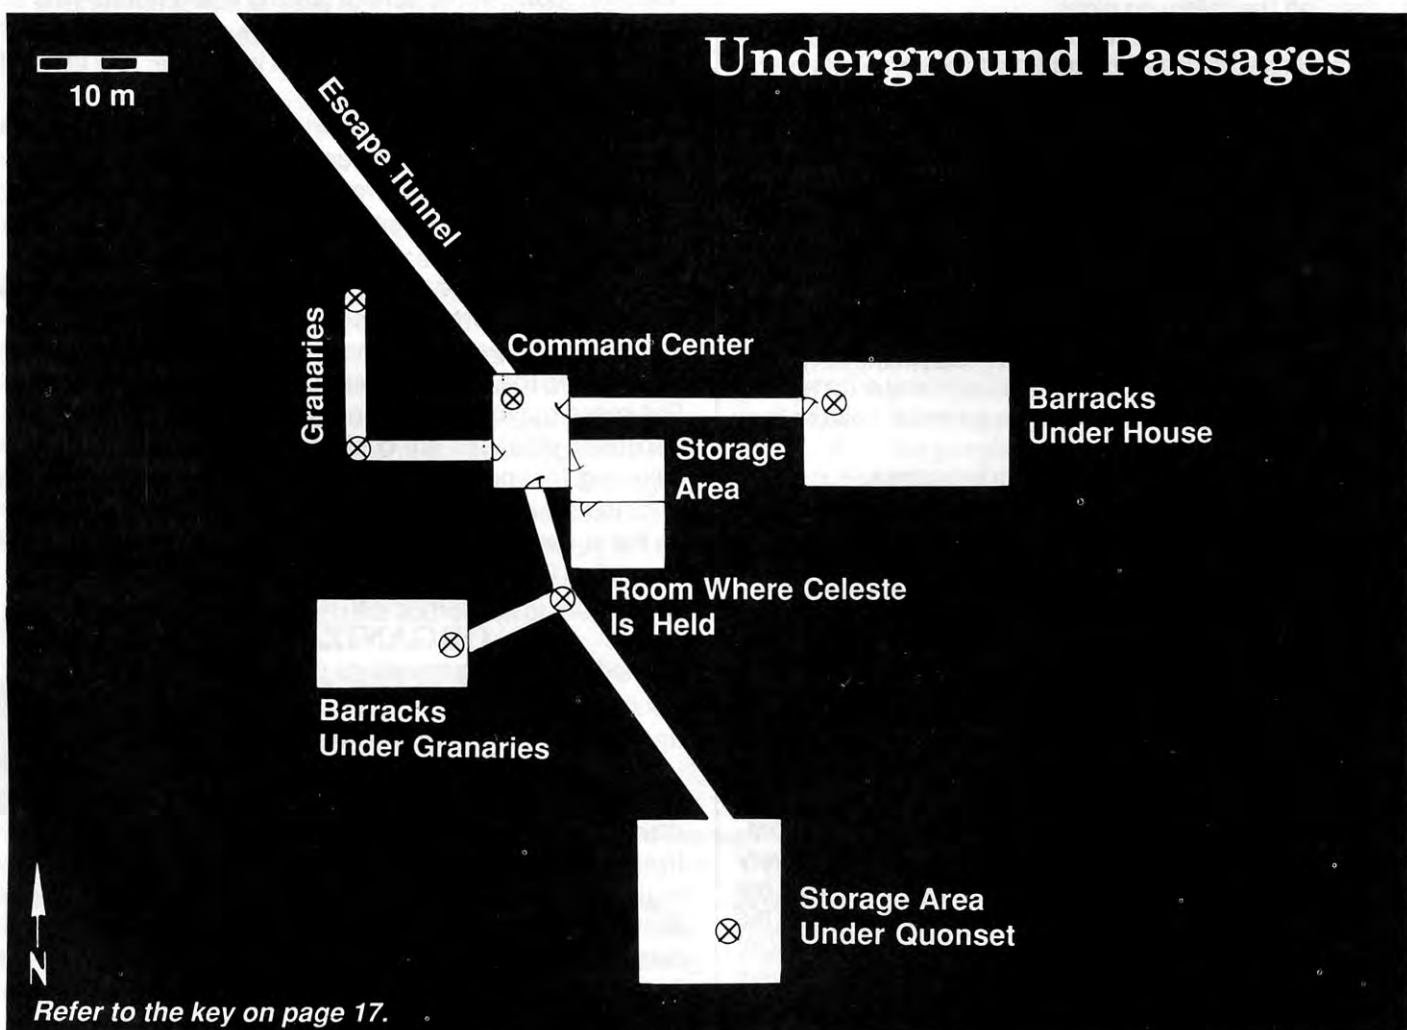 Underground Passages
10 m
Escape Tunnel
Granaries
Command Center
Barracks
Under House
Storage
Area
Room Where Celeste
Is Held
Barracks
Under Granaries
Storage Area
Under Quonset
N
Refer to the key on page 17.